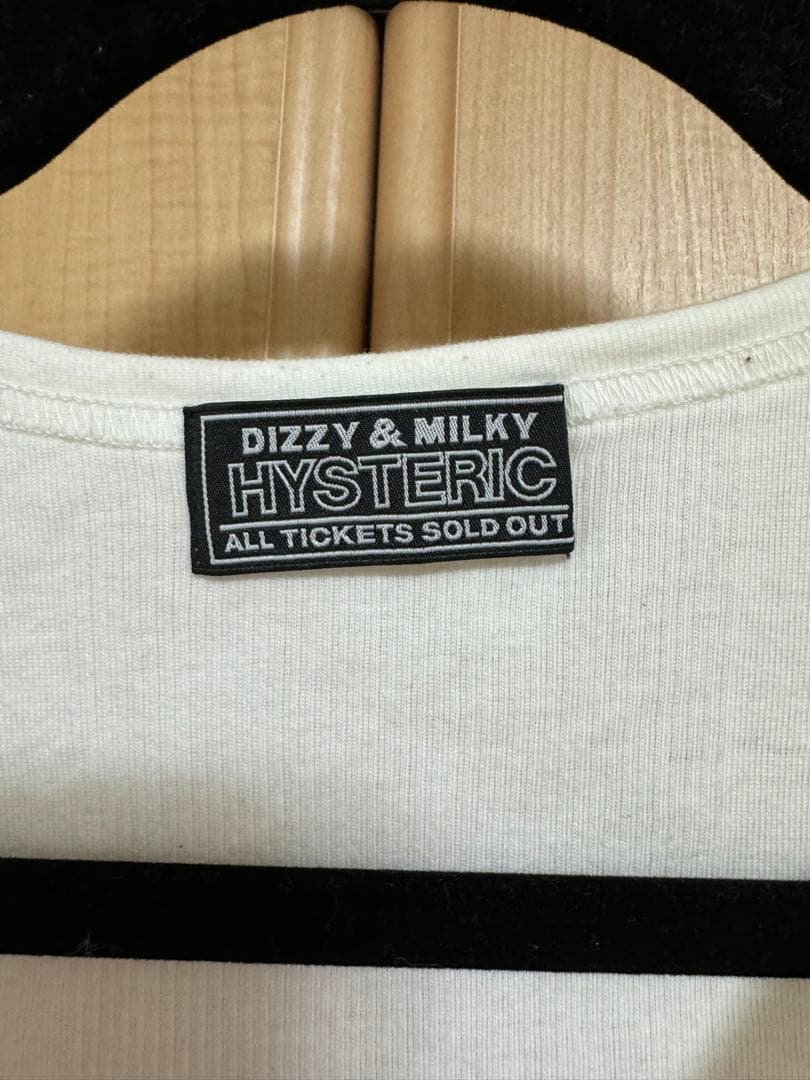 DIZZY & MILKY
HYSTERIC
ALL TICKETS SOLD OUT